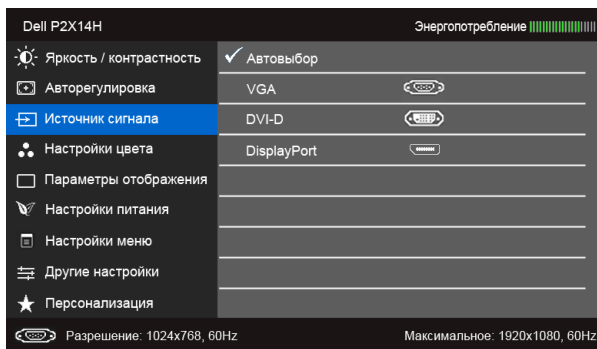 Dell P2X14H Энергопотребление
Яркость / контрастность Автовыбор
Авторегулировка VGA
Источник сигнала DVI-D
Настройки цвета DisplayPort
Параметры отображения
Настройки питания
Настройки меню
Другие настройки
Персонализация
Разрешение: 1024x768, 60Hz Максимальное: 1920x1080, 60Hz